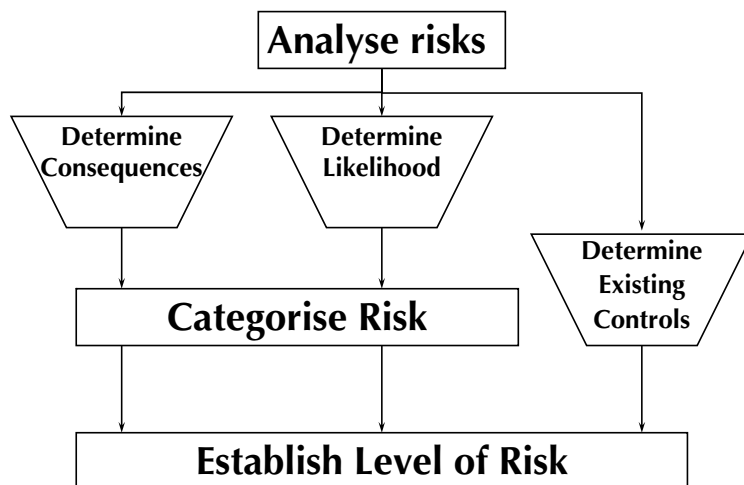 Analyse risks
Determine
Consequences
Determine
Likelihood
Determine
Existing
Controls
Categorise Risk
Establish Level of Risk